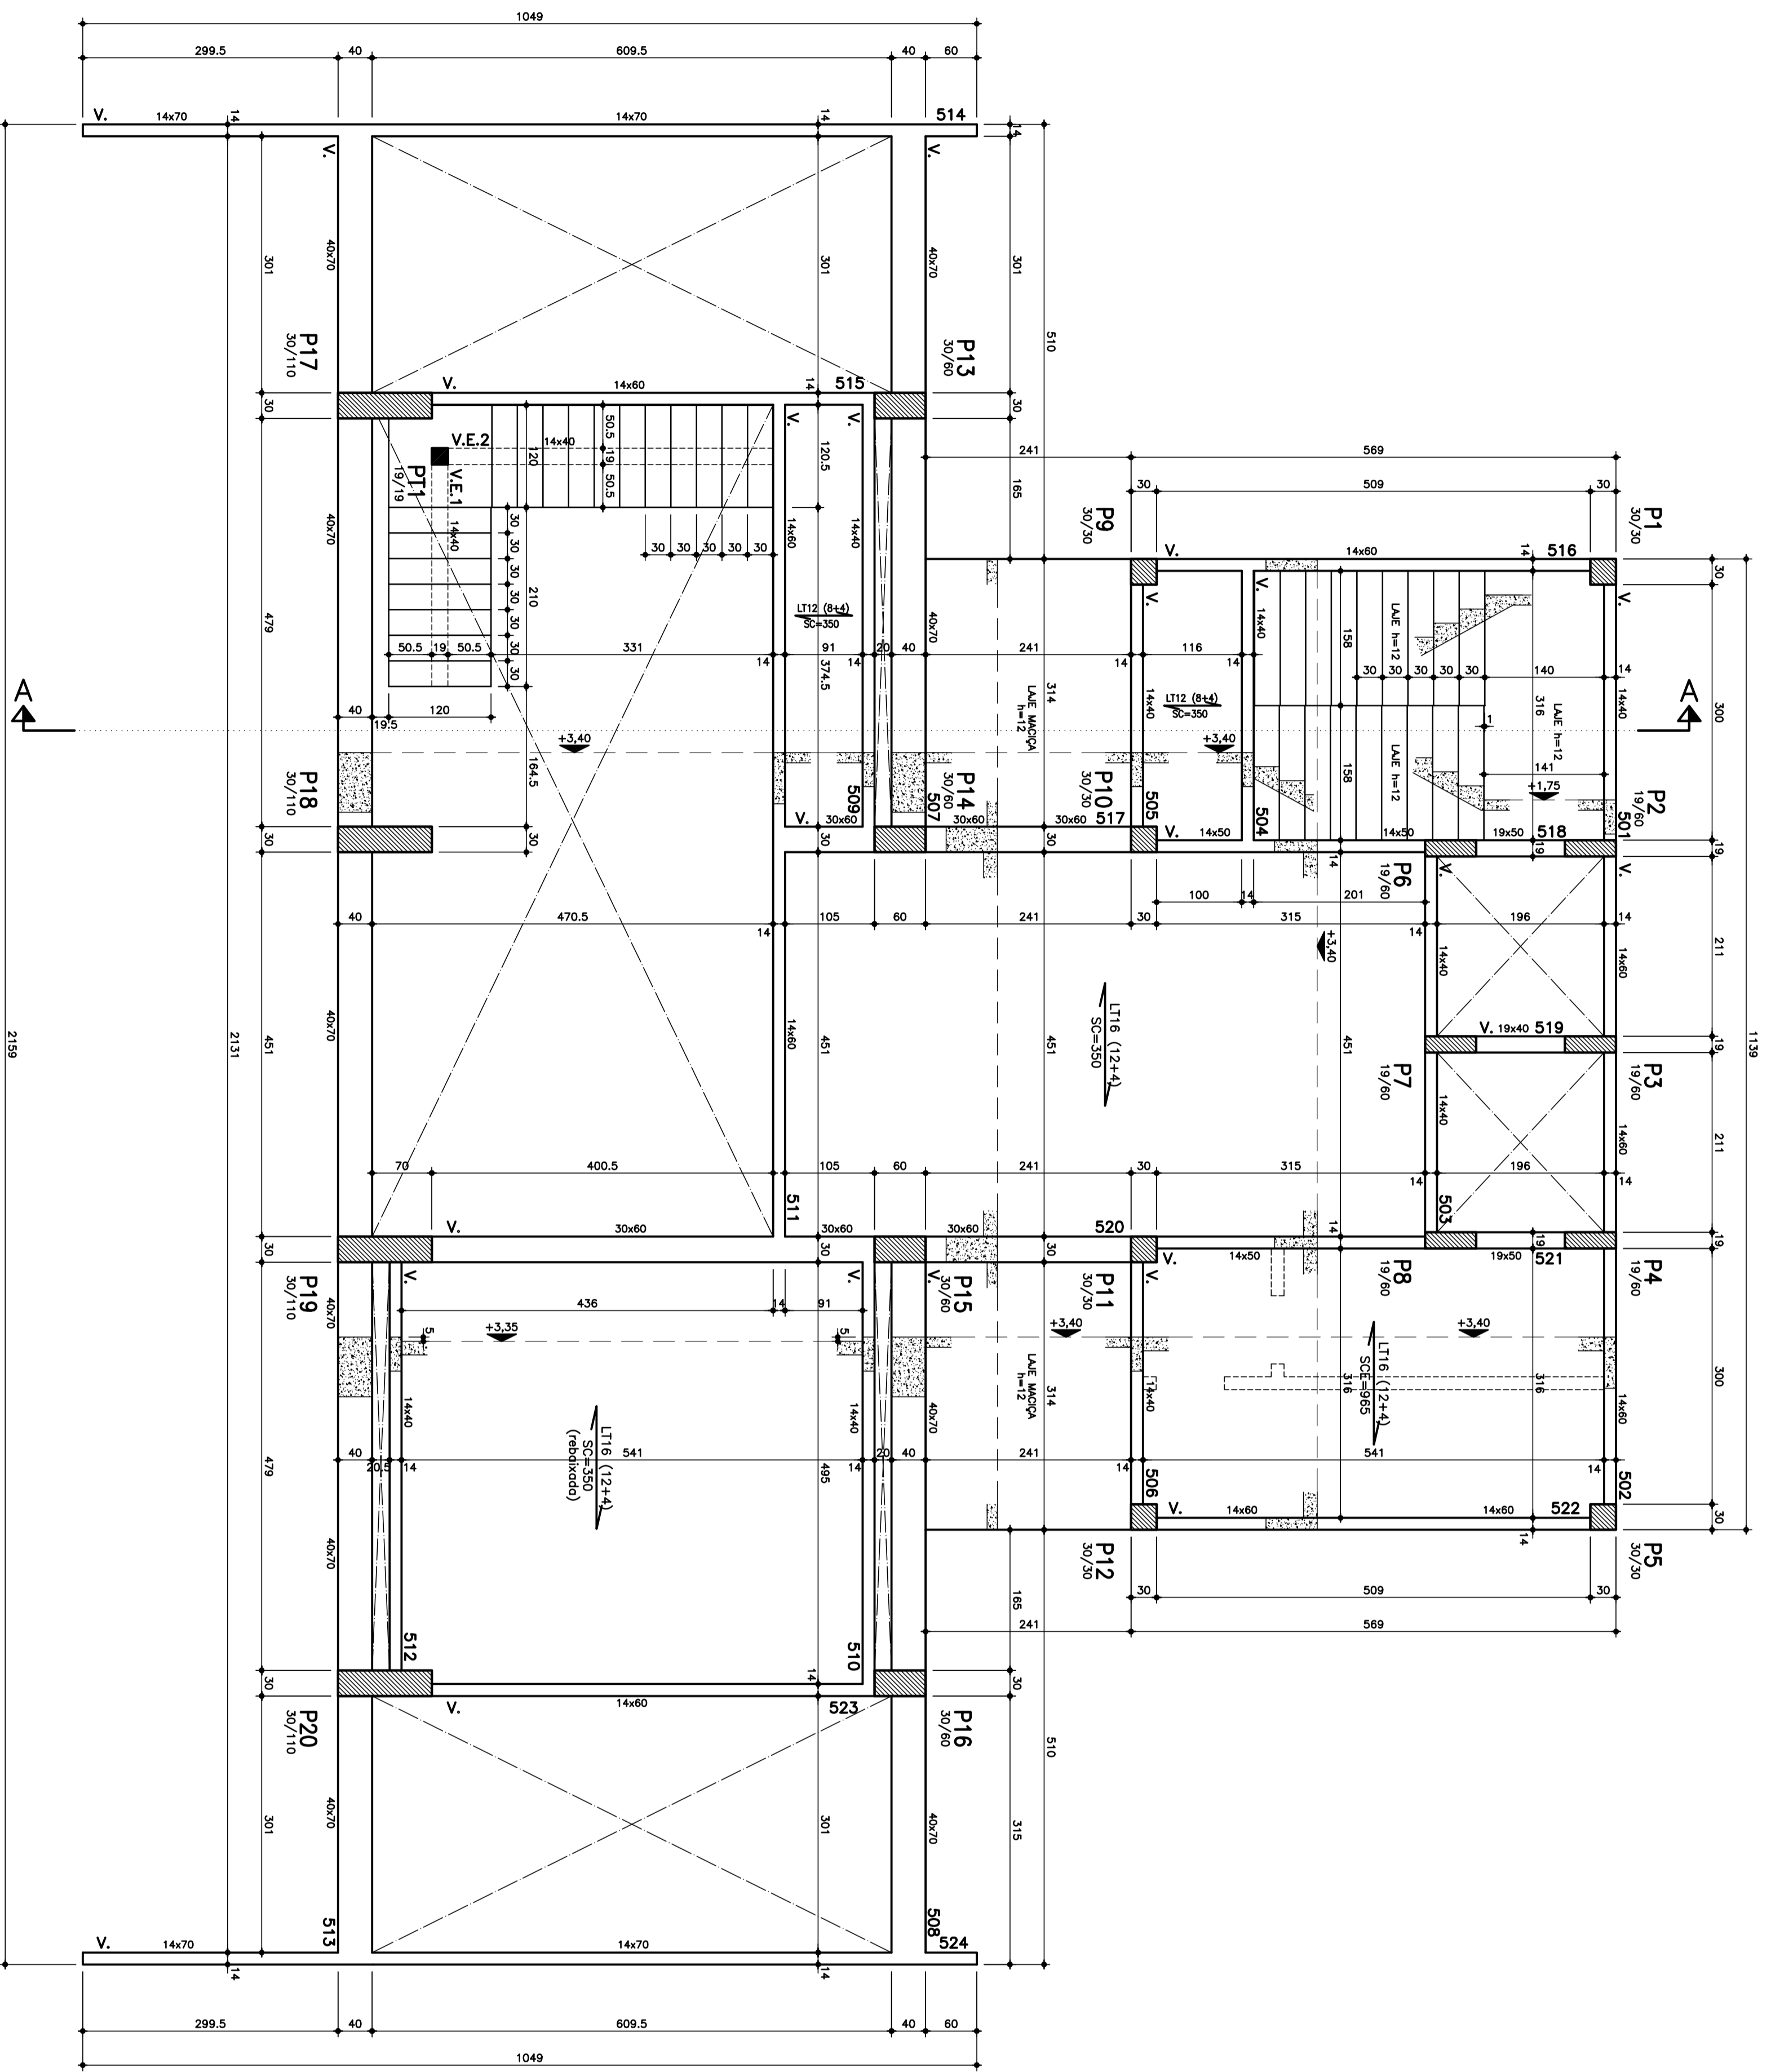 1049
299.5 40 609.5 40 60
V. 14x70 14 14x70 14 514 14
V. V.
301 40x70 301 40x70 301 510
P17
30/110
P13
30/60
V. 14x60 14 515
30 30
V.E.2 14x40
50.5 19 50.5
120
PT1
19/19
V.E.1
14x40
V. V.
120.5
241 569
165
30 509 30
P9
30/30
P1
30/30
40x70 14x60 14x40
30 30 30 30 30
V. 14x60 14 516
30
30 30 30 30 30 30 30
210
479
LT12 (8+4)
SC=350
40x70
V. V. V.
14x40
LAJE h=12
158
50.5 19 50.5 331 14 91 14 20 40 241 14 116 14
374.5
30 30 30 30 30 140
14
300
1139
LAJE MACIÇA
h=12
314
14x40
LT12 (8+4)
SC=350
316
14x40
A A
40 19.5 120
1
LAJE h=12
LAJE h=12
158
141
+3,40 +3,40
164.5
+1,75
P18
30/110
509
507
P14
30/60
P10
30/30
505
504
P2
19/60
501
V. 30x60 30x60 30x60 517 V. 14x50 14x50 19x50 518
30 30 30 30 14 19 19
P6
19/60
V. V.
100 14 201
40 470.5 14 105 60 241 30 315 14 196 14
+3,40
14x40 14x60 211
LT16 (12+4)
SC=350
40x70
451
14x60
451 451 451
V. 19x40 519
19
P7
19/60
P3
19/60
2159
2131
14x40 14x60 211
70 400.5 105 60 241 30 315 14 196 14
511
503
V. 30x60 30x60 30x60 520 14
30 30 30
19 19
V. 14x50 19x50 521
P19
30/110
40x70
V. V.
P15
30/60
P11
30/30
V.
P8
19/60
P4
19/60
436 14 91
5 +3,35 5 +3,40 +3,40
LAJE MACIÇA
h=12
314
14x40
LT16 (12+4)
SCE=965
316 316
14x60
300
14x40
LT16 (12+4)
SC=350
(rebaixada)
14x40
40x70
40 20.5 14 541 14 20 40 241 14 541 14
479 495
506
502
V. 14x60 14x60 522
30
14
P12
30/30
P5
30/30
40x70
165
30 509 30
241 569
512
510
30 14 30
V. 14x60 523
P20
30/110
P16
30/60
510
301 40x70 301 40x70 315
513
508
V. 14x70 14x70 524
14 14
299.5 40 609.5 40 60
1049